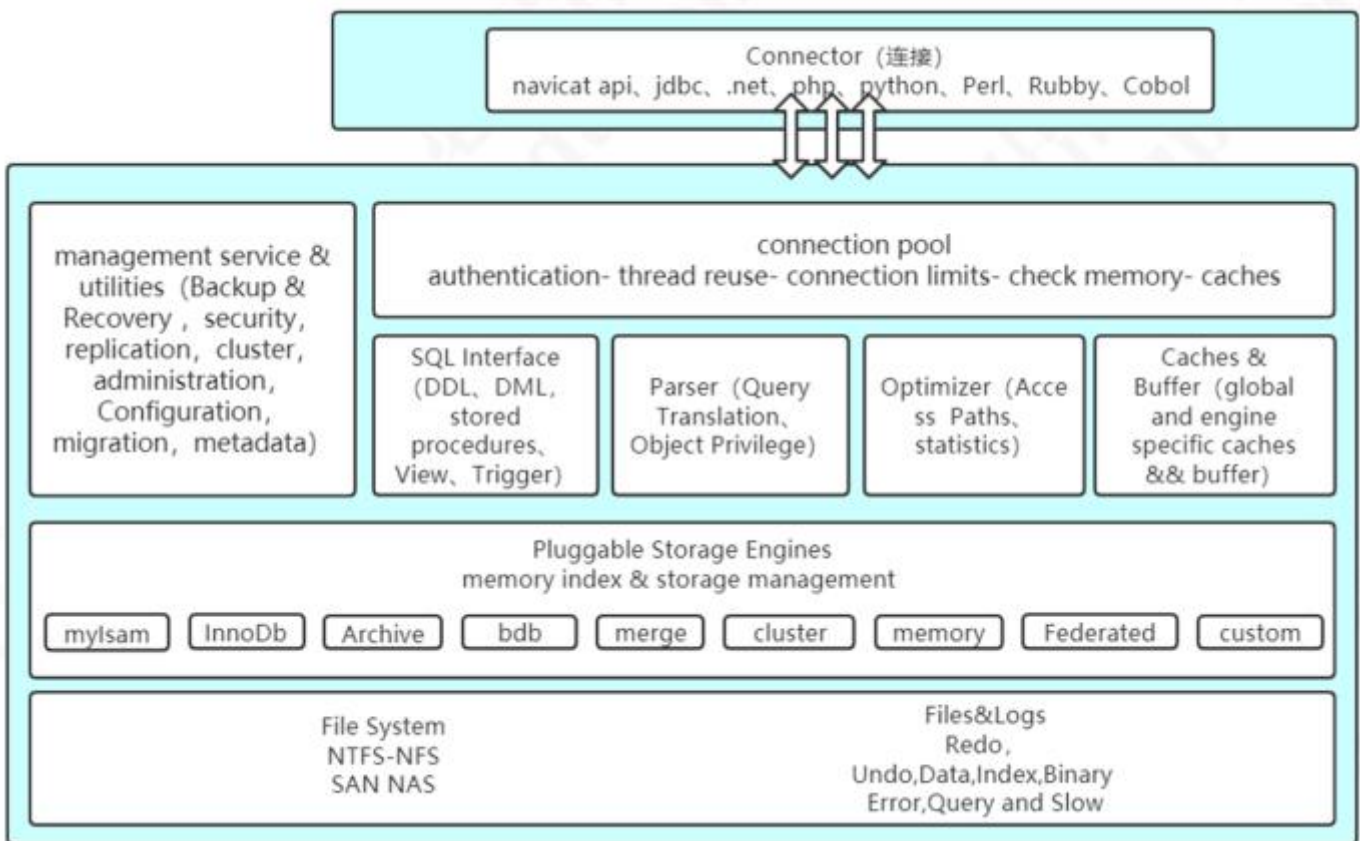 Connector（连接）
navicat api、jdbc、.net、php、python、Perl、Rubby、Cobol
management service &
utilities（Backup &
Recovery ，security，
replication，cluster，
administration，
Configuration，
migration，metadata）
connection pool
authentication- thread reuse- connection limits- check memory- caches
SQL Interface
（DDL、DML，
stored
procedures、
View、Trigger）
Parser（Query
Translation、
Object Privilege）
Optimizer（Acce
ss Paths、
statistics）
Caches &
Buffer（global
and engine
specific caches
&& buffer）
Pluggable Storage Engines
memory index & storage management
myIsam InnoDb Archive bdb merge cluster memory Federated custom
File System
NTFS-NFS
SAN NAS
Files&Logs
Redo，
Undo,Data,Index,Binary
Error,Query and Slow